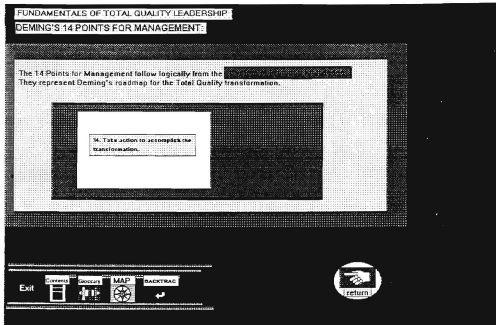 FUNDAMENTALS OF TOTAL QUALITY LEADERSHIP
DEMING'S 14 POINTS FOR MANAGEMENT:
The 14 Points for Management follow logically from the
They represent Deming's roadmap for the Total Quality transformation.
14. Take action to accomplish the
transformation.
Exit
Contents
Glossary
MAP
BACKTRAC
return